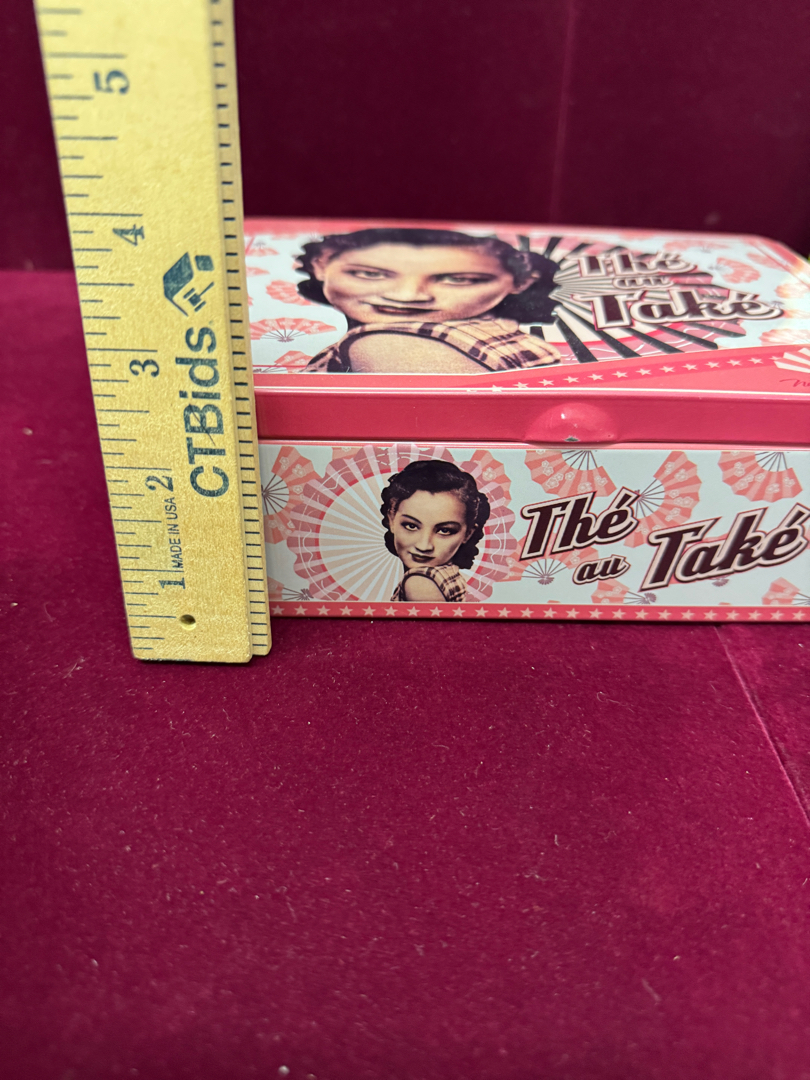 5
4
3
2
1
CTBids
MADE IN USA
Thé
au
Také
Thé
au Také